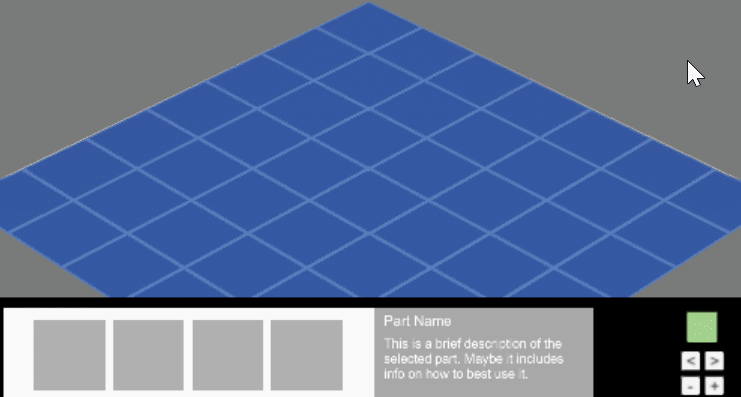 Part Name
This is a brief description of the
selected part. Maybe it includes
info on how to best use it.
< >
- +